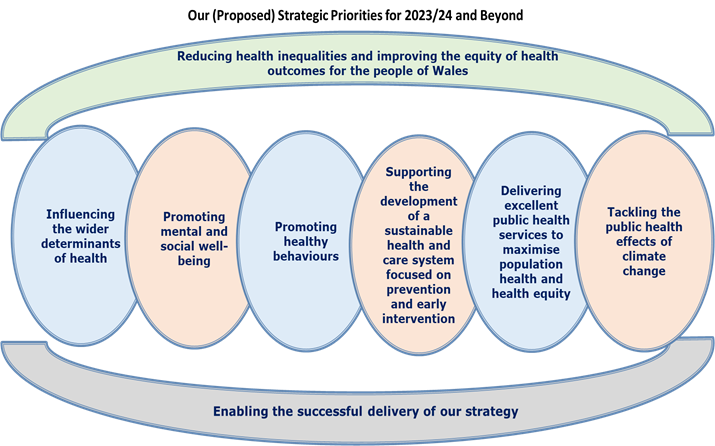 Our (Proposed) Strategic Priorities for 2023/24 and Beyond
Reducing health inequalities and improving the equity of health
outcomes for the people of Wales
Influencing
the wider
determinants
of health
Promoting
mental and
social well-
being
Promoting
healthy
behaviours
Supporting
the
development
of a
sustainable
health and
care system
focused on
prevention
and early
intervention
Delivering
excellent
public health
services to
maximise
population
health and
health equity
Tackling the
public health
effects of
climate
change
Enabling the successful delivery of our strategy